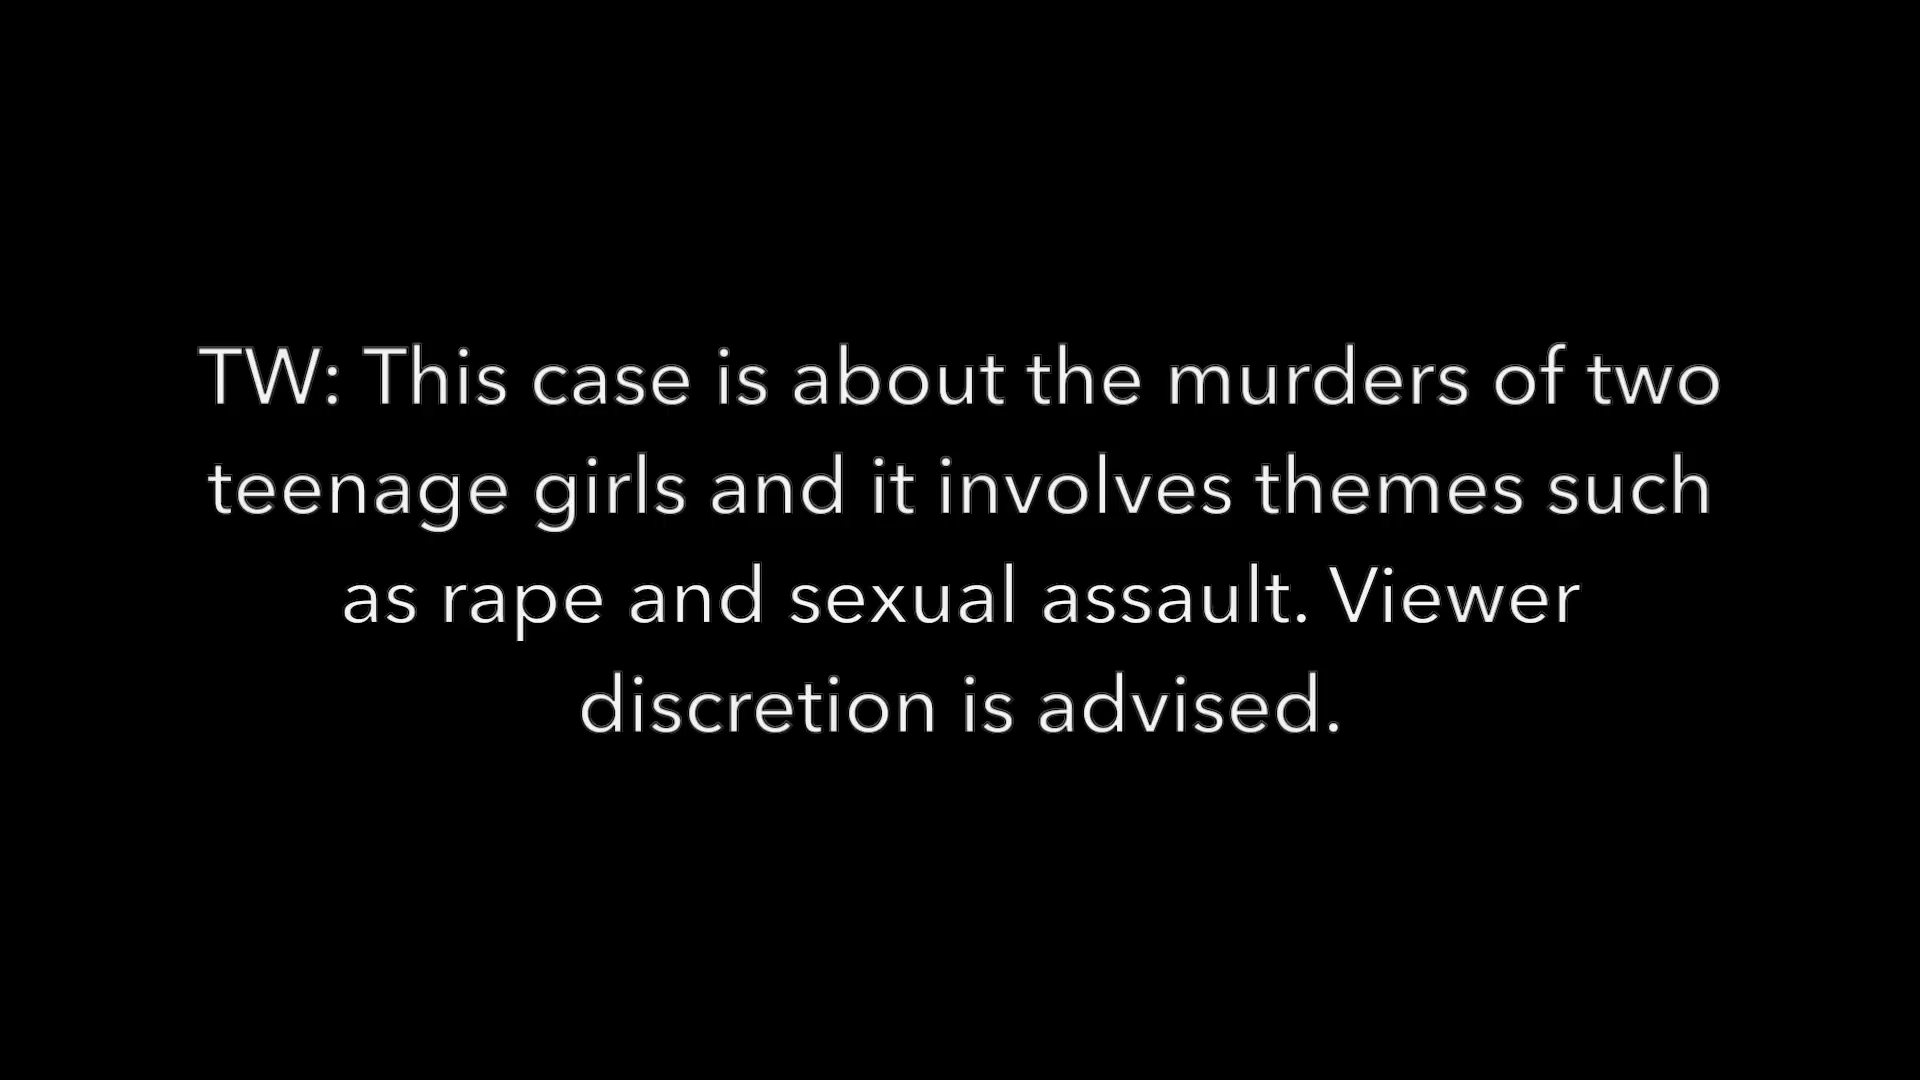 TW: This case is about the murders of two
teenage girls and it involves themes such
as rape and sexual assault. Viewer
discretion is advised.